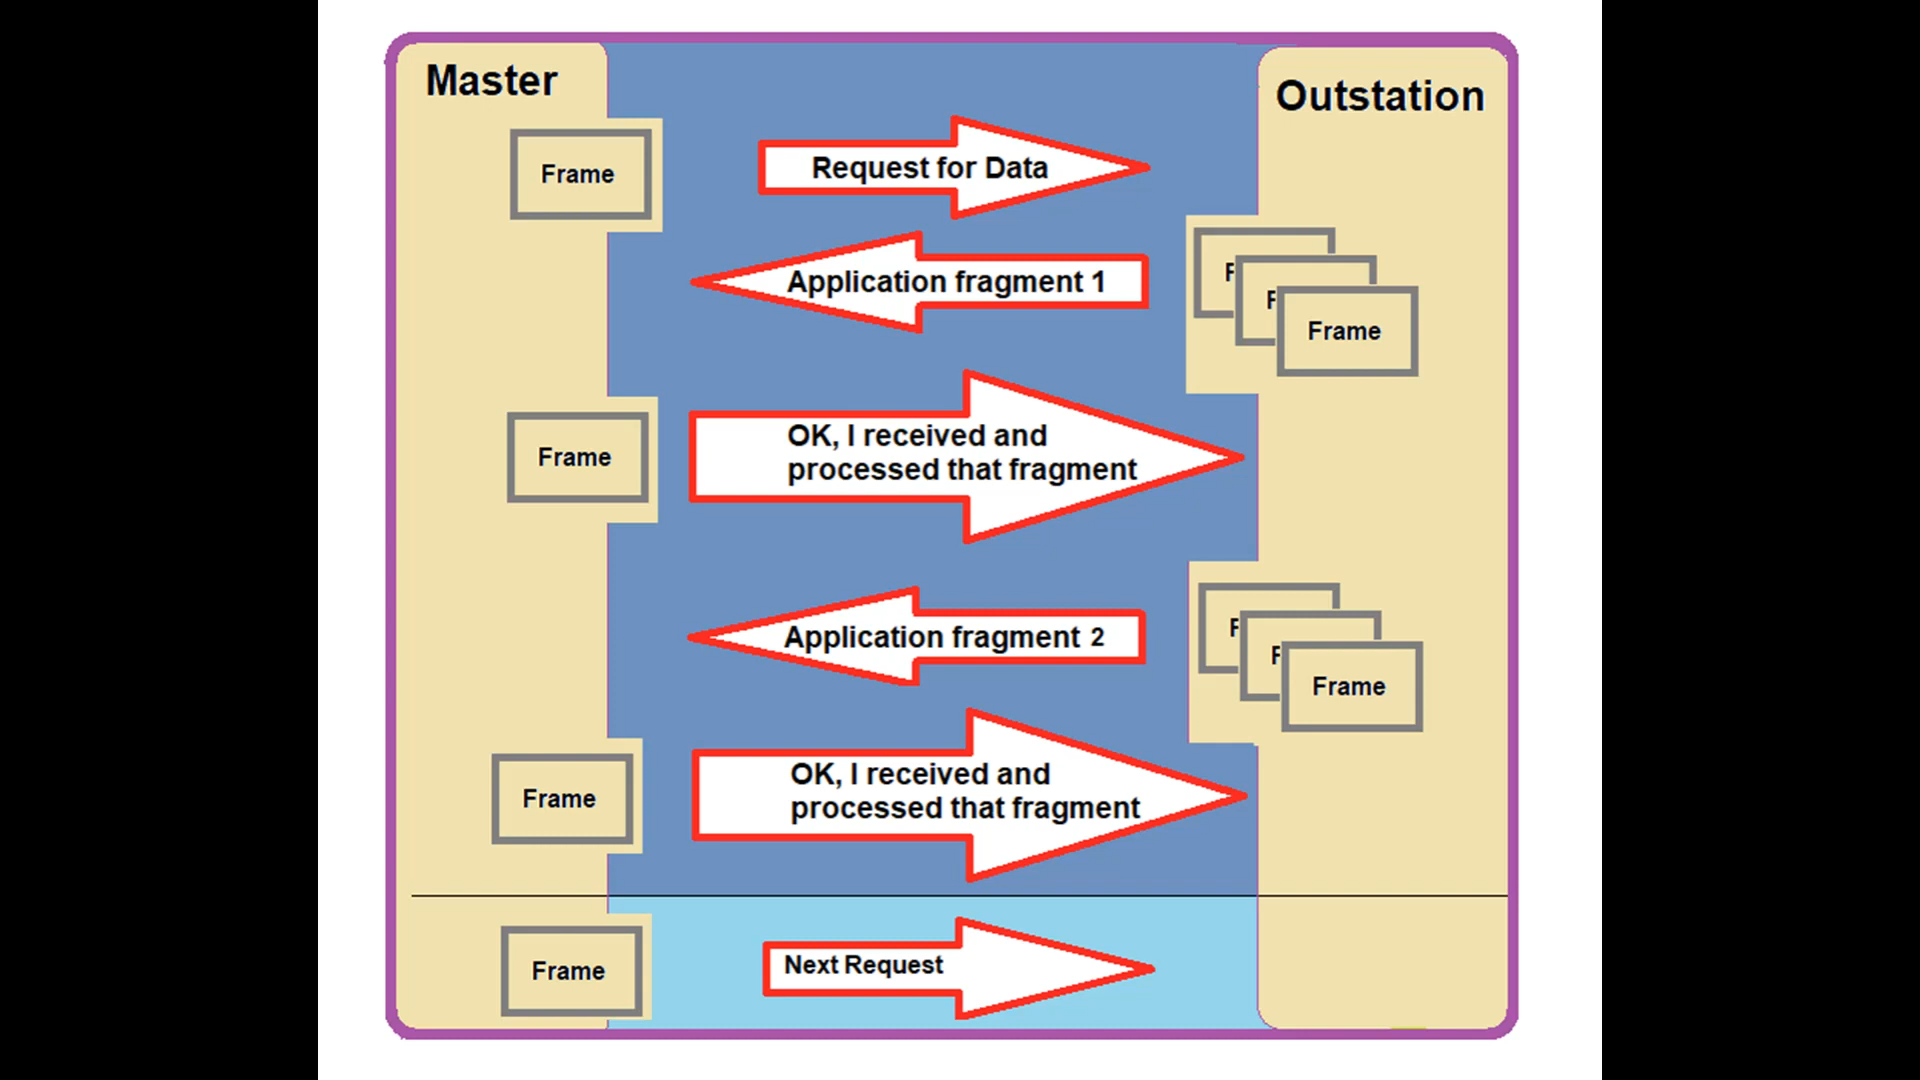 Master
Outstation
Frame
Request for Data
Application fragment 1
F
F
Frame
Frame
OK, I received and
processed that fragment
Application fragment 2
F
F
Frame
Frame
OK, I received and
processed that fragment
Frame
Next Request